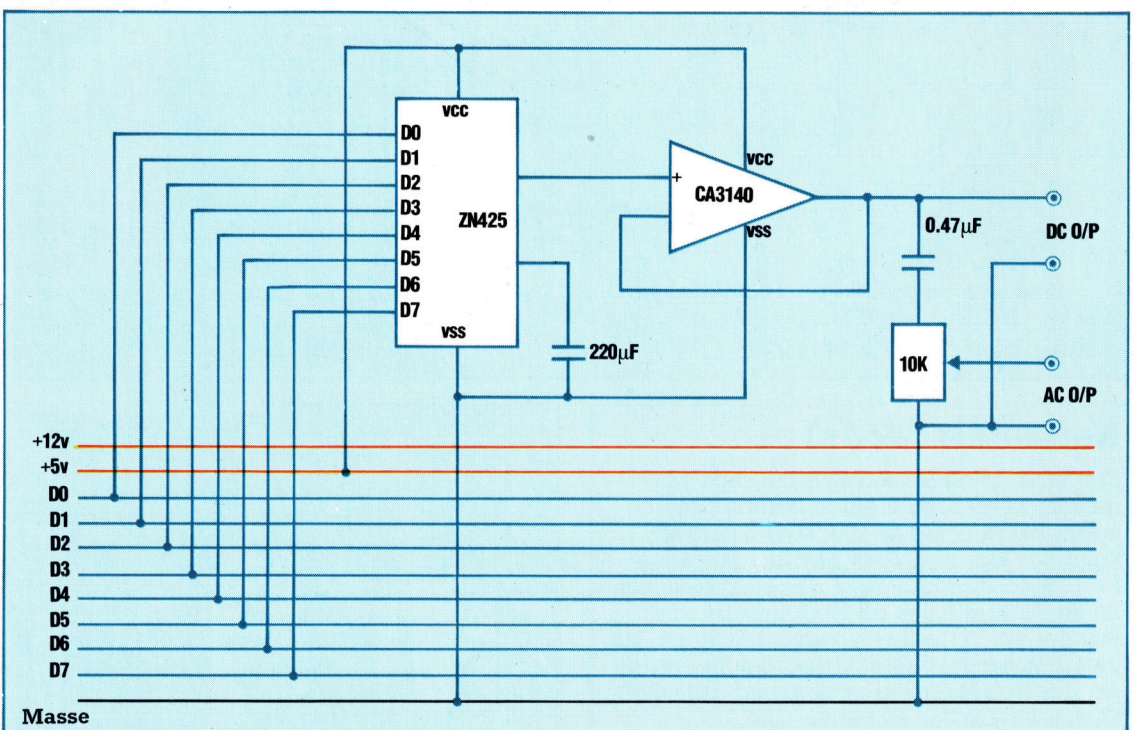 VCC
D0
D1
D2
D3
D4
D5
D6
D7
ZN425
VSS
220µF
+
CA3140
VCC
VSS
0.47µF
DC O/P
10K
AC O/P
+12v
+5v
D0
D1
D2
D3
D4
D5
D6
D7
Masse